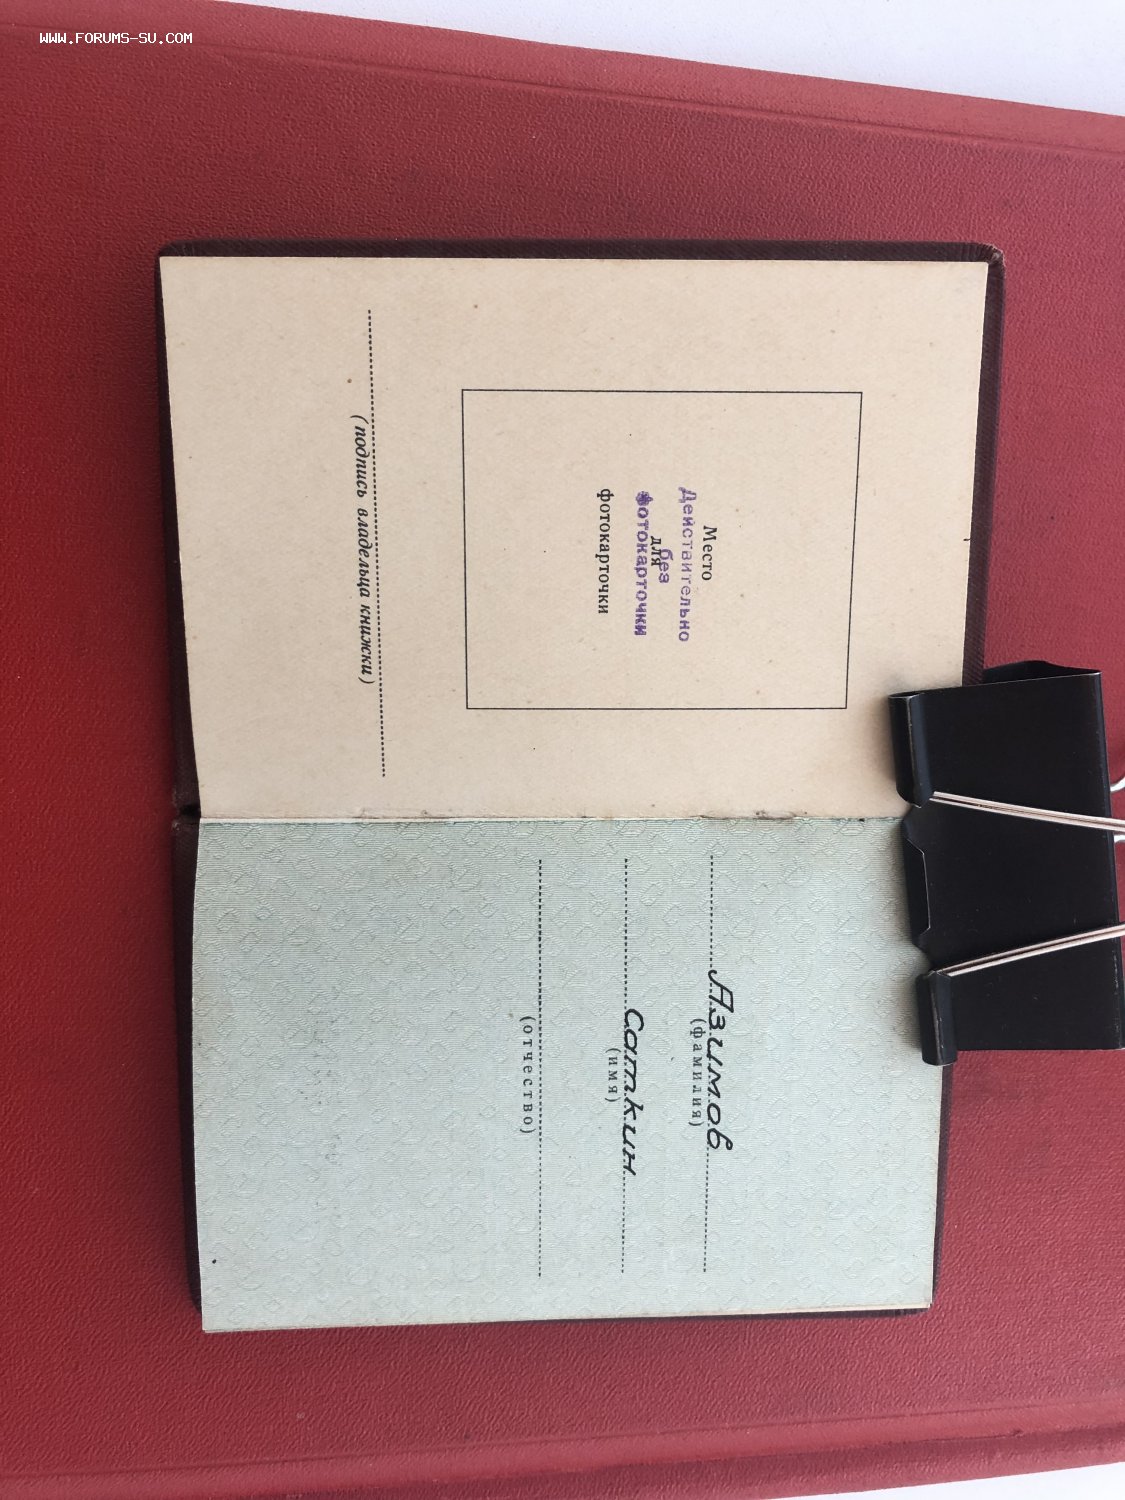 WWW.FORUMS-SU.COM
Место
Действительно
без
для
фотокарточки
фотокарточки
(подпись владельца книжки)
Азимов
(фамилия)
Саткин
(имя)
(отчество)